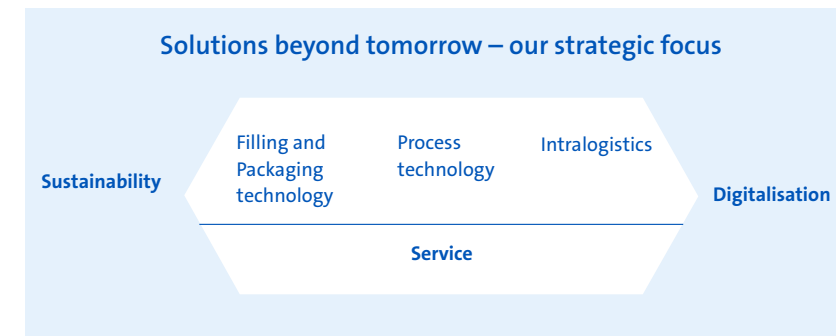 Solutions beyond tomorrow – our strategic focus
Sustainability
Filling and
Packaging
technology
Process
technology
Intralogistics
Digitalisation
Service